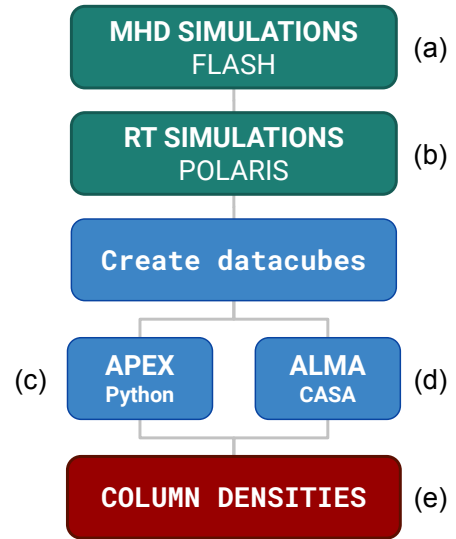 MHD SIMULATIONS
FLASH
(a)
RT SIMULATIONS
POLARIS
(b)
Create datacubes
(c)
APEX
Python
ALMA
CASA
(d)
COLUMN DENSITIES
(e)